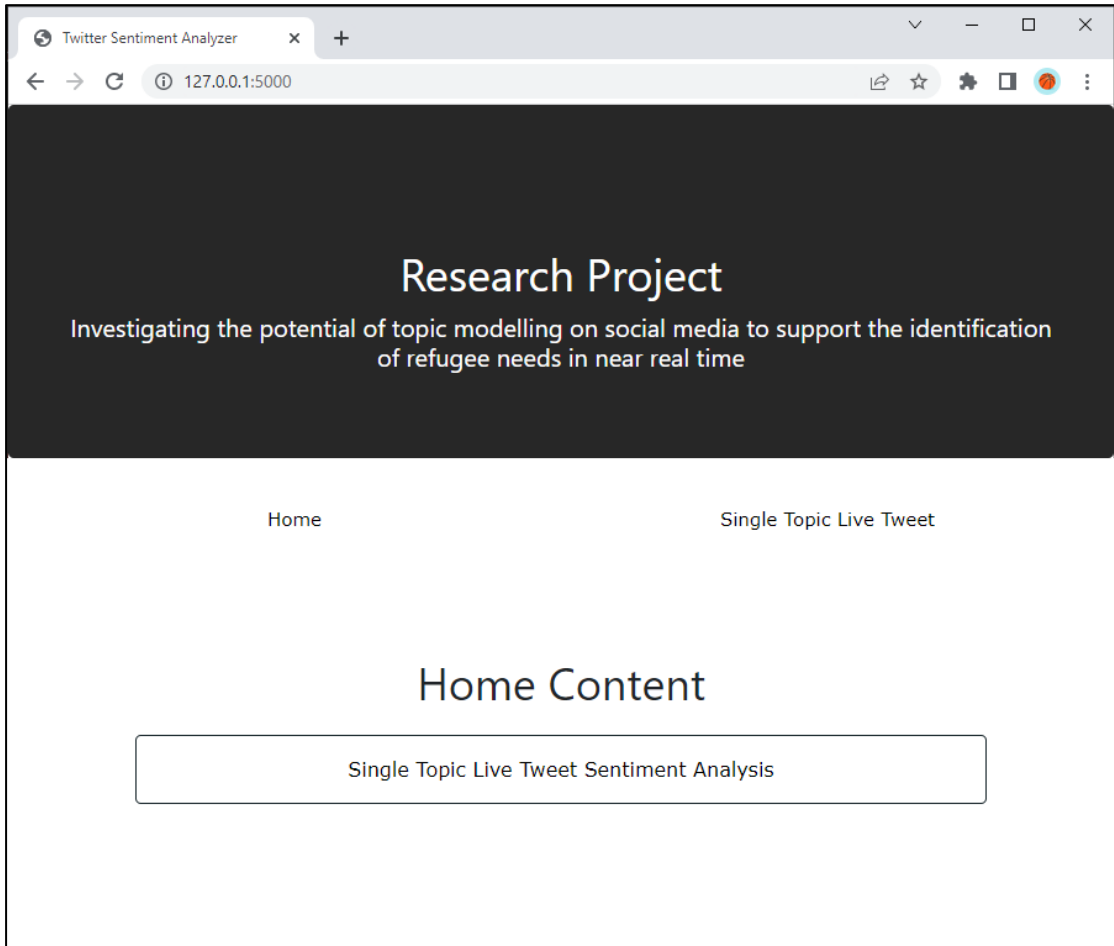 Twitter Sentiment Analyzer
127.0.0.1:5000
Research Project
Investigating the potential of topic modelling on social media to support the identification
of refugee needs in near real time
Home Single Topic Live Tweet
Home Content
Single Topic Live Tweet Sentiment Analysis